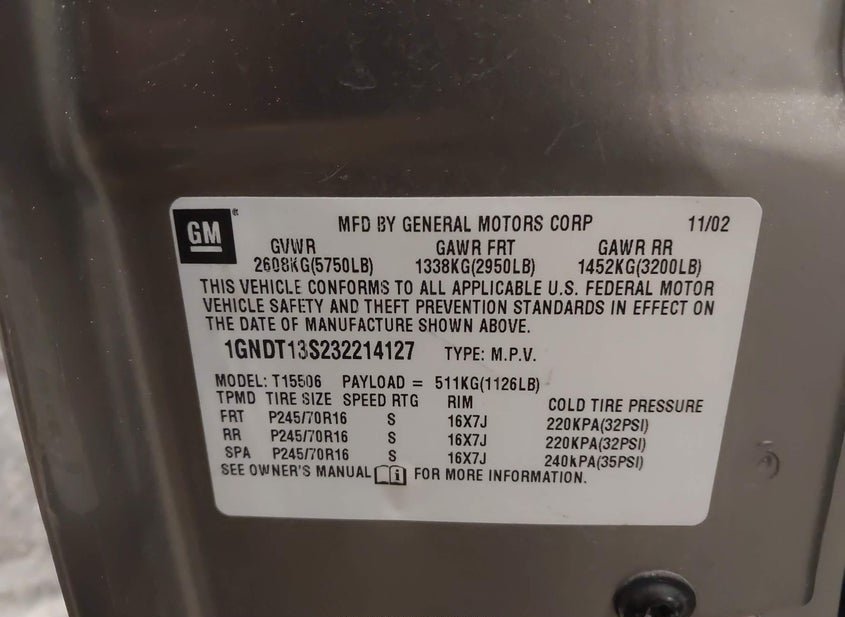 GM
MFD BY GENERAL MOTORS CORP 11/02
GVWR GAWR FRT GAWR RR
2608KG(5750LB) 1338KG(2950LB) 1452KG(3200LB)
THIS VEHICLE CONFORMS TO ALL APPLICABLE U.S. FEDERAL MOTOR
VEHICLE SAFETY AND THEFT PREVENTION STANDARDS IN EFFECT ON
THE DATE OF MANUFACTURE SHOWN ABOVE.
1GNDT13S232214127 TYPE: M.P.V.
MODEL: T15506 PAYLOAD = 511KG(1126LB)
TPMD TIRE SIZE SPEED RTG RIM COLD TIRE PRESSURE
FRT P245/70R16 S 16X7J 220KPA(32PSI)
RR P245/70R16 S 16X7J 220KPA(32PSI)
SPA P245/70R16 S 16X7J 240KPA(35PSI)
SEE OWNER'S MANUAL i FOR MORE INFORMATION.